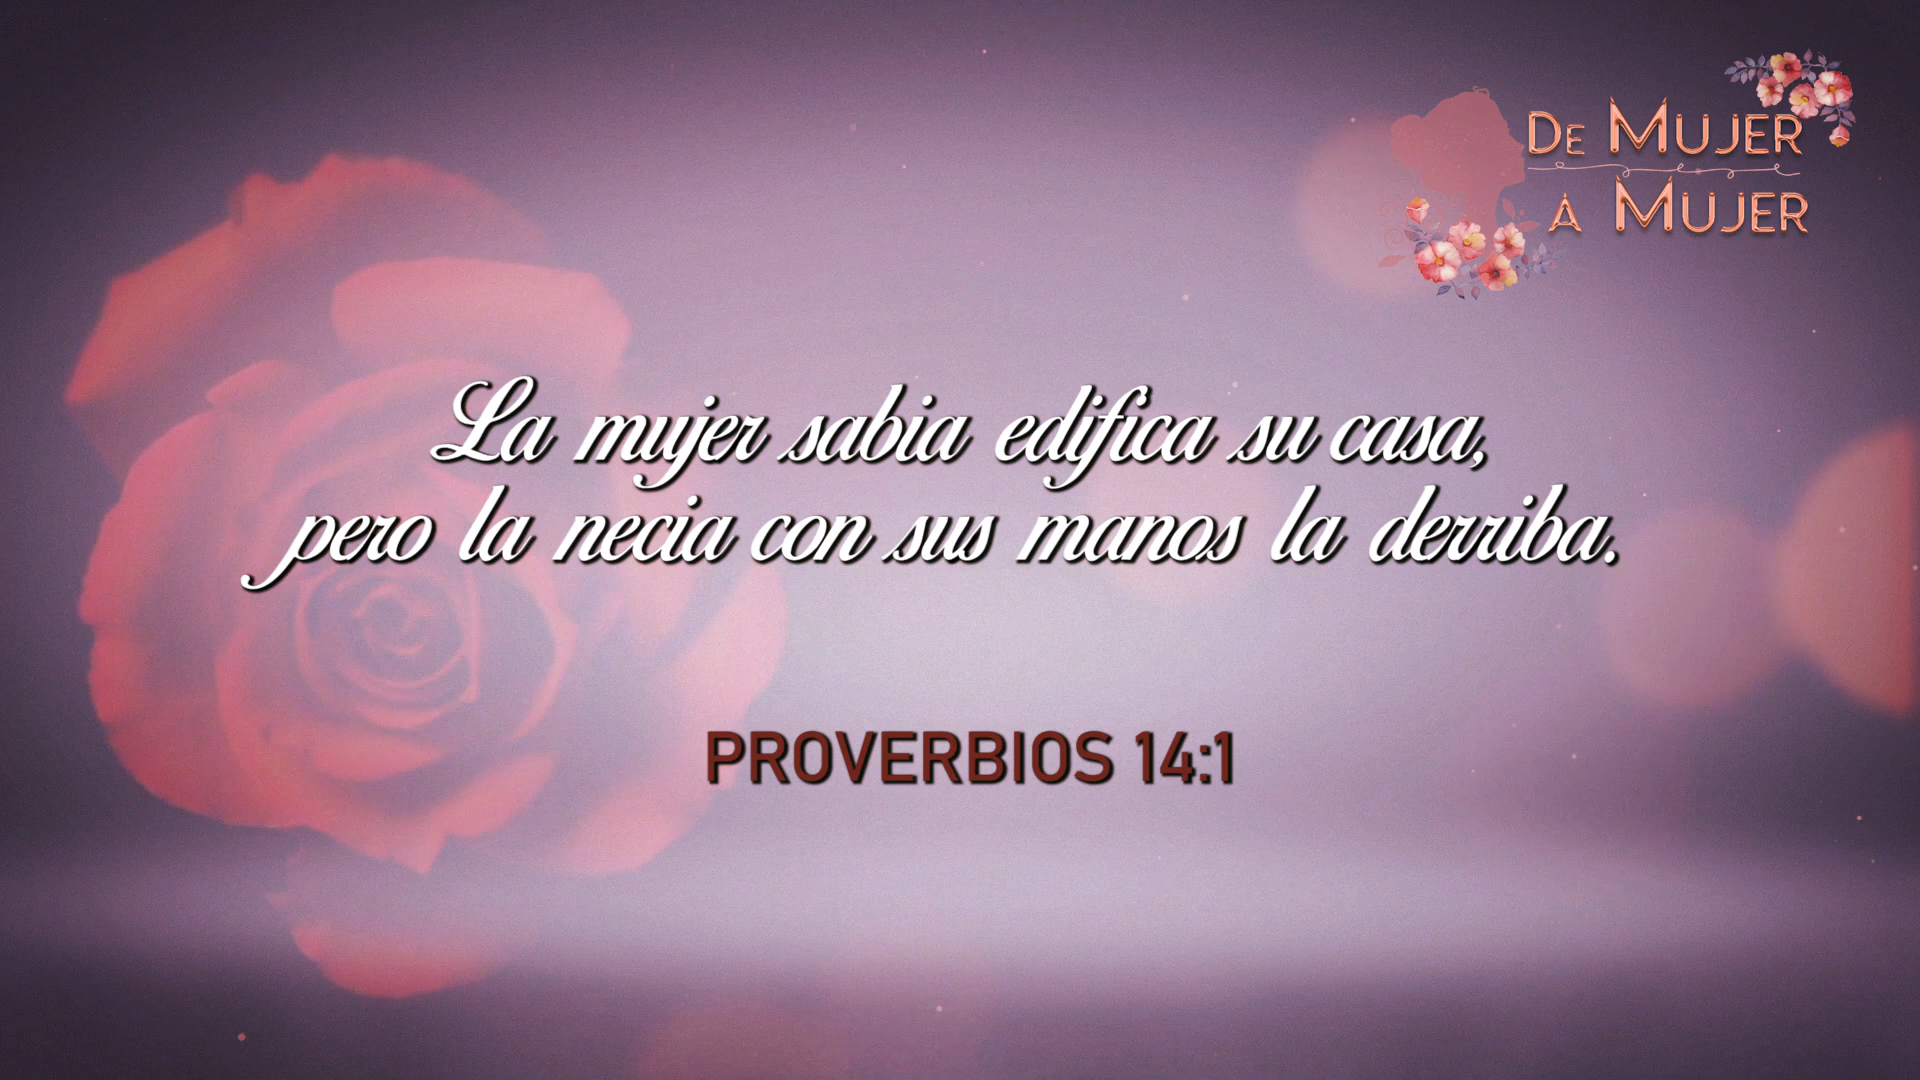 De Mujer
a Mujer
La mujer sabia edifica su casa,
pero la necia con sus manos la derriba.
PROVERBIOS 14:1